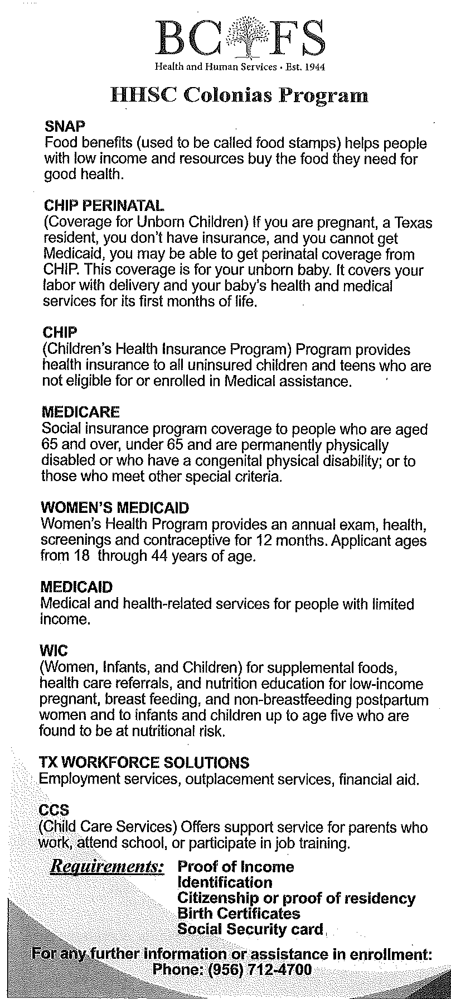 BCFS
Health and Human Services • Est. 1944
HHSC Colonias Program
SNAP
Food benefits (used to be called food stamps) helps people
with low income and resources buy the food they need for
good health.
CHIP PERINATAL
(Coverage for Unborn Children) If you are pregnant, a Texas
resident, you don't have insurance, and you cannot get
Medicaid, you may be able to get perinatal coverage from
CHIP. This coverage is for your unborn baby. It covers your
labor with delivery and your baby's health and medical
services for its first months of life.
CHIP
(Children's Health Insurance Program) Program provides
health insurance to all uninsured children and teens who are
not eligible for or enrolled in Medical assistance.
MEDICARE
Social insurance program coverage to people who are aged
65 and over, under 65 and are permanently physically
disabled or who have a congenital physical disability; or to
those who meet other special criteria.
WOMEN'S MEDICAID
Women's Health Program provides an annual exam, health,
screenings and contraceptive for 12 months. Applicant ages
from 18 through 44 years of age.
MEDICAID
Medical and health-related services for people with limited
income.
WIC
(Women, Infants, and Children) for supplemental foods,
health care referrals, and nutrition education for low-income
pregnant, breast feeding, and non-breastfeeding postpartum
women and to infants and children up to age five who are
found to be at nutritional risk.
TX WORKFORCE SOLUTIONS
Employment services, outplacement services, financial aid.
CCS
(Child Care Services) Offers support service for parents who
work, attend school, or participate in job training.
Requirements: Proof of Income
Identification
Citizenship or proof of residency
Birth Certificates
Social Security card
For any further information or assistance in enrollment:
Phone: (956) 712-4700